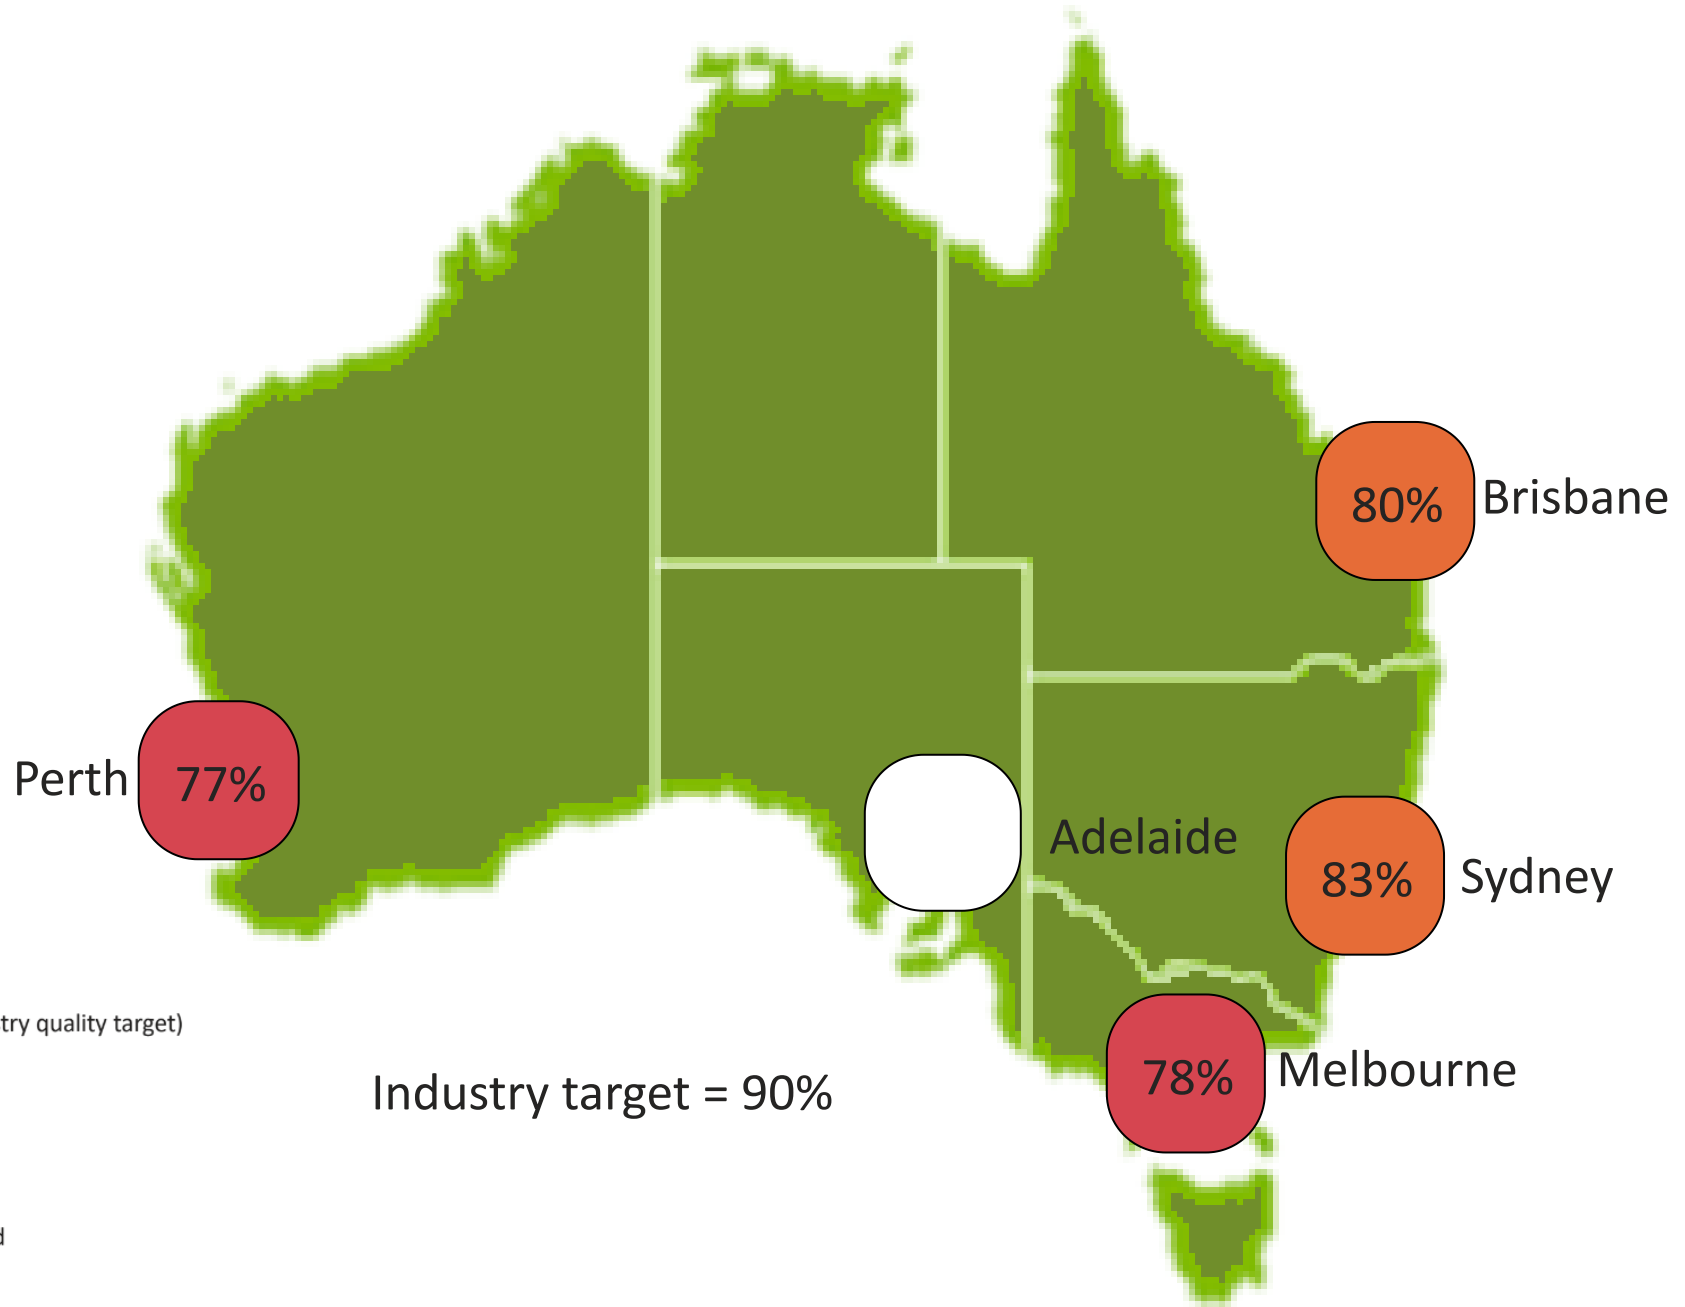 80% Brisbane
Perth 77%
Adelaide
83% Sydney
try quality target)
78% Melbourne
Industry target = 90%